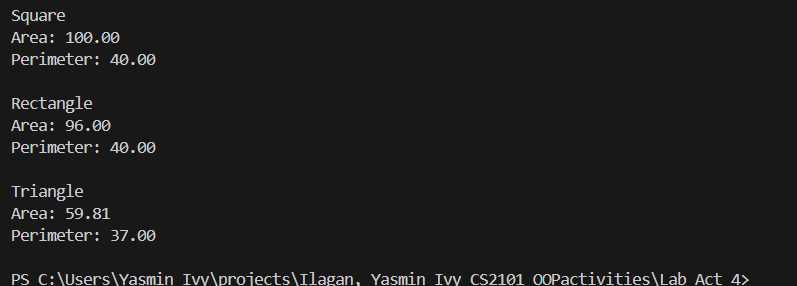 Square
Area: 100.00
Perimeter: 40.00
Rectangle
Area: 96.00
Perimeter: 40.00
Triangle
Area: 59.81
Perimeter: 37.00
PS C:\Users\Yasmin Ivy\projects\Ilagan, Yasmin Ivy CS2101 OOPactivities\Lab Act 4>